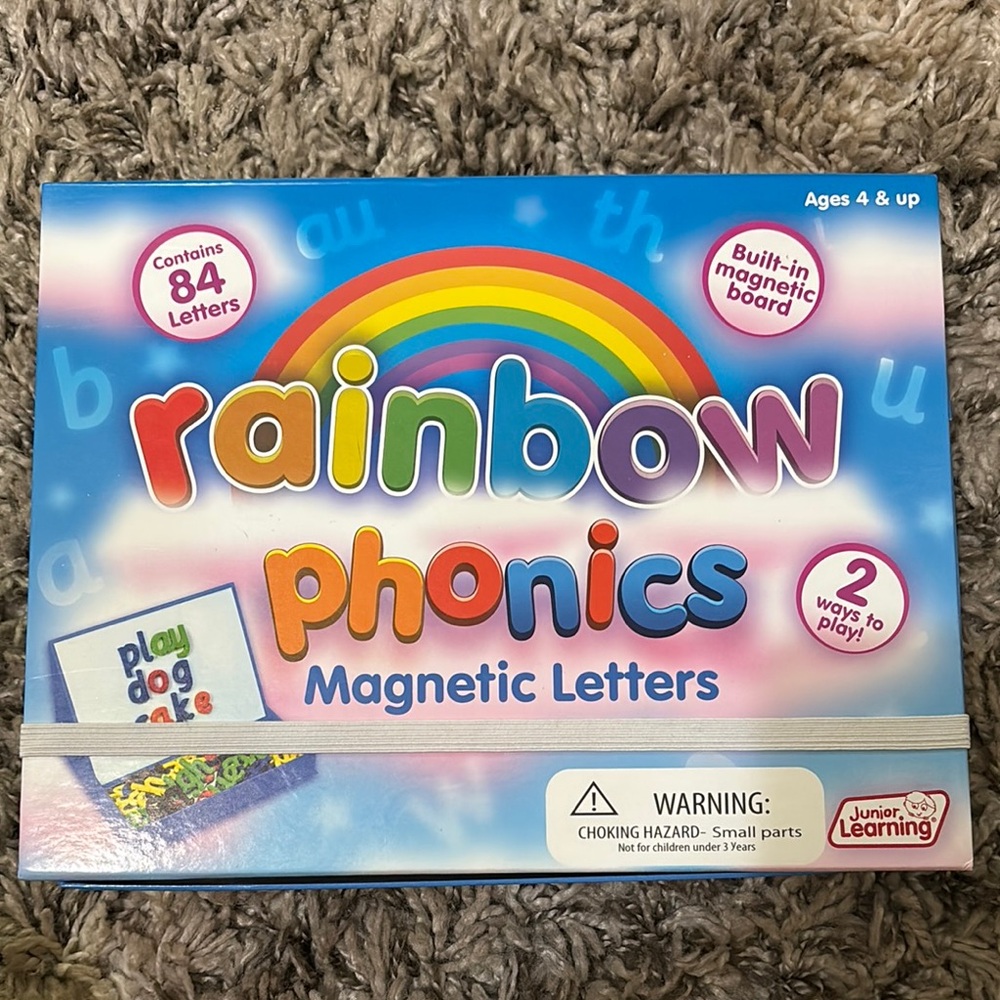 Ages 4 & up
au
th
Contains
84
Letters
Built-in
magnetic
board
b
u
rainbow
a
phonics
2
ways to
play!
Magnetic Letters
play
dog
cake
WARNING:
CHOKING HAZARD- Small parts
Not for children under 3 Years
Junior
Learning